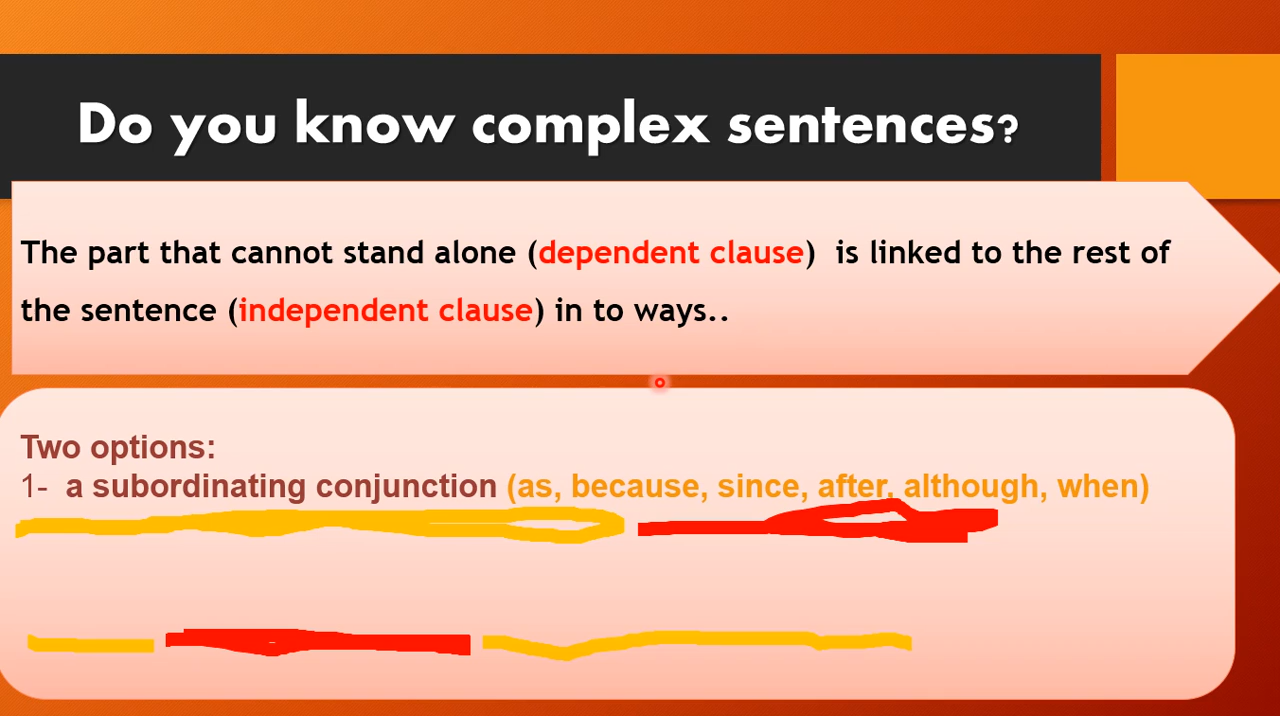 Do you know complex sentences?
The part that cannot stand alone (dependent clause) is linked to the rest of
the sentence (independent clause) in to ways..
Two options:
1- a subordinating conjunction (as, because, since, after, although, when)